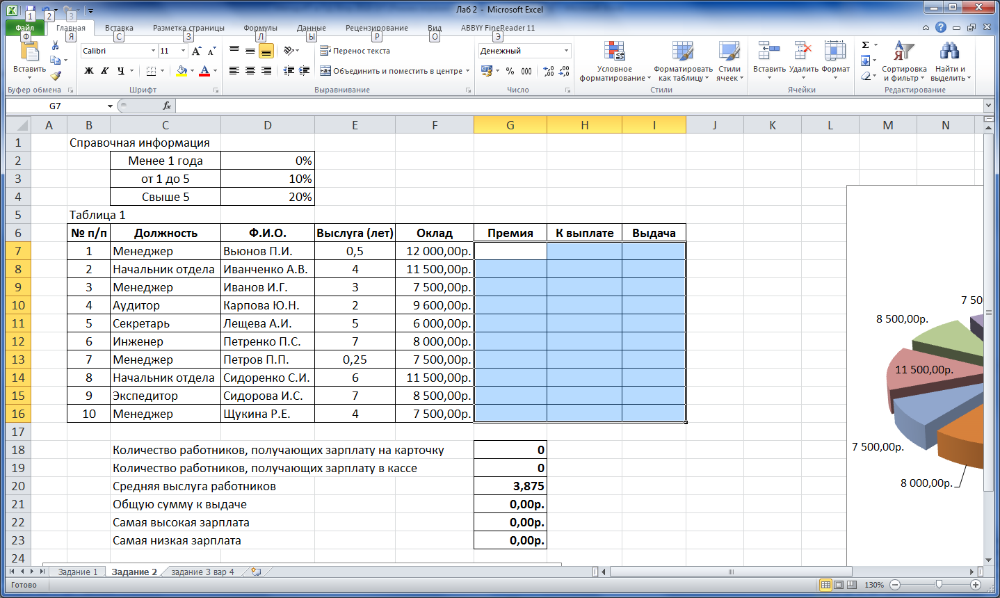 Лаб 2 - Microsoft Excel
1 2 3
Файл Главная Вставка Разметка страницы Формулы Данные Рецензирование Вид ABBYY FineReader 11
Ф Я С З Л Ы Р О Э
Вставить
Буфер обмена
Calibri 11
Ж К Ч
Шрифт
Перенос текста
Объединить и поместить в центре
Выравнивание
Денежный
% 000
Число
Условное форматирование
Форматировать как таблицу
Стили ячеек
Стили
Вставить Удалить Формат
Ячейки
Сортировка и фильтр
Найти и выделить
Редактирование
G7 fx
A B C D E F G H I J K L M N
1 Справочная информация
2 Менее 1 года 0%
3 от 1 до 5 10%
4 Свыше 5 20%
5 Таблица 1
6 № п/п Должность Ф.И.О. Выслуга (лет) Оклад Премия К выплате Выдача
7 1 Менеджер Вьюнов П.И. 0,5 12 000,00р.
8 2 Начальник отдела Иванченко А.В. 4 11 500,00р.
9 3 Менеджер Иванов И.Г. 3 7 500,00р.
10 4 Аудитор Карпова Ю.Н. 2 9 600,00р.
11 5 Секретарь Лещева А.И. 5 6 000,00р.
12 6 Инженер Петренко П.С. 7 8 000,00р.
13 7 Менеджер Петров П.П. 0,25 7 500,00р.
14 8 Начальник отдела Сидоренко С.И. 6 11 500,00р.
15 9 Экспедитор Сидорова И.С. 7 8 500,00р.
16 10 Менеджер Щукина Р.Е. 4 7 500,00р.
17
18 Количество работников, получающих зарплату на карточку 0
19 Количество работников, получающих зарплату в кассе 0
20 Средняя выслуга работников 3,875
21 Общую сумму к выдаче 0,00р.
22 Самая высокая зарплата 0,00р.
23 Самая низкая зарплата 0,00р.
24
7 50
8 500,00р.
11 500,00р.
7 500,00р.
8 000,00р.
Задание 1 Задание 2 задание 3 вар 4
Готово 130%